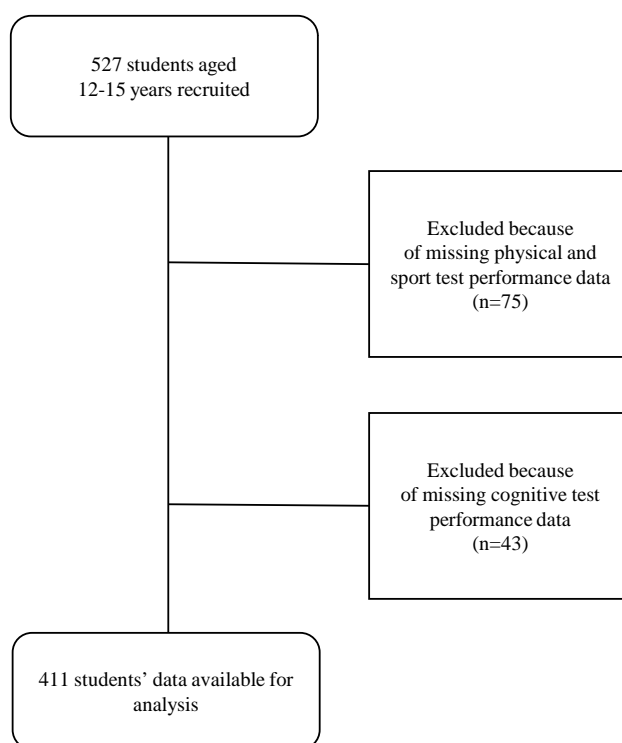 527 students aged
12-15 years recruited
Excluded because
of missing physical and
sport test performance data
(n=75)
Excluded because
of missing cognitive test
performance data
(n=43)
411 students’ data available for
analysis